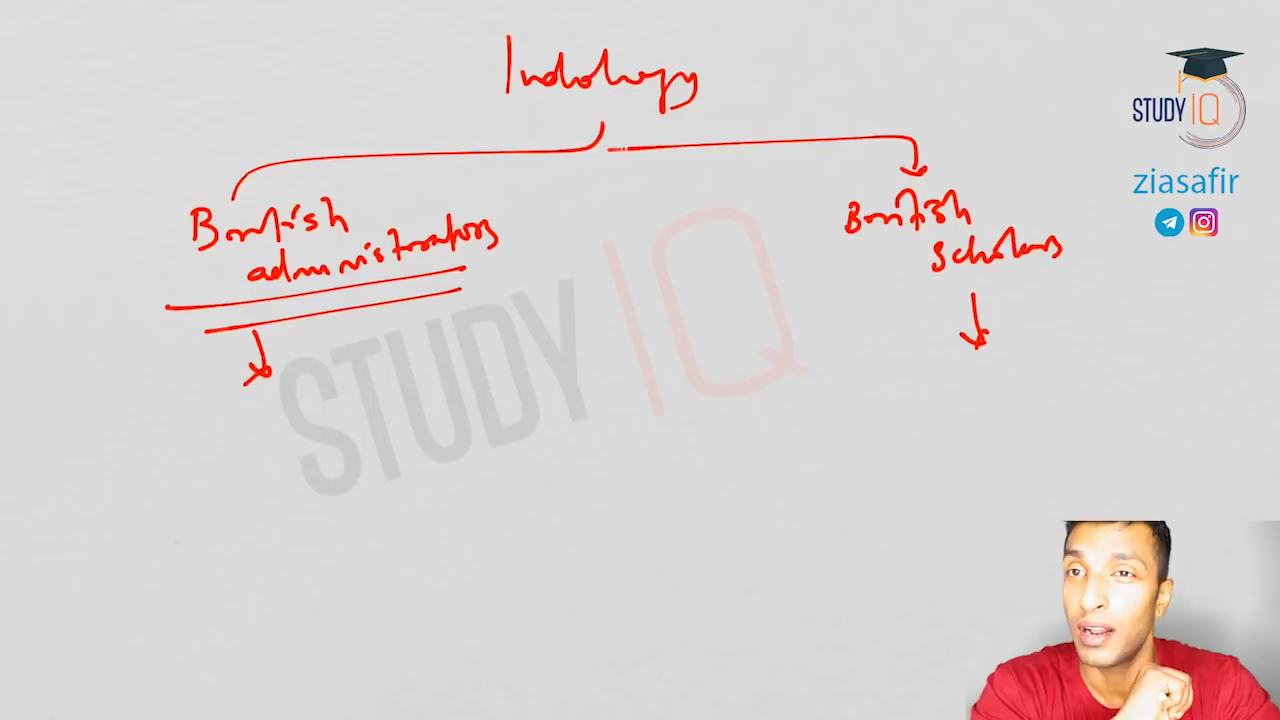 Indology
British
administrators
British
scholars
STUDY IQ
ziasafir
STUDY IQ